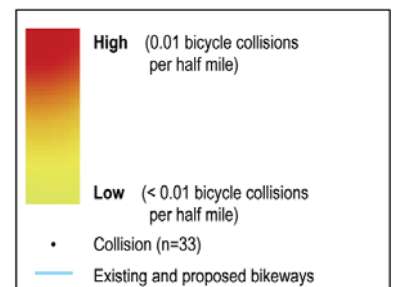 High (0.01 bicycle collisions
per half mile)
Low (< 0.01 bicycle collisions
per half mile)
Collision (n=33)
Existing and proposed bikeways